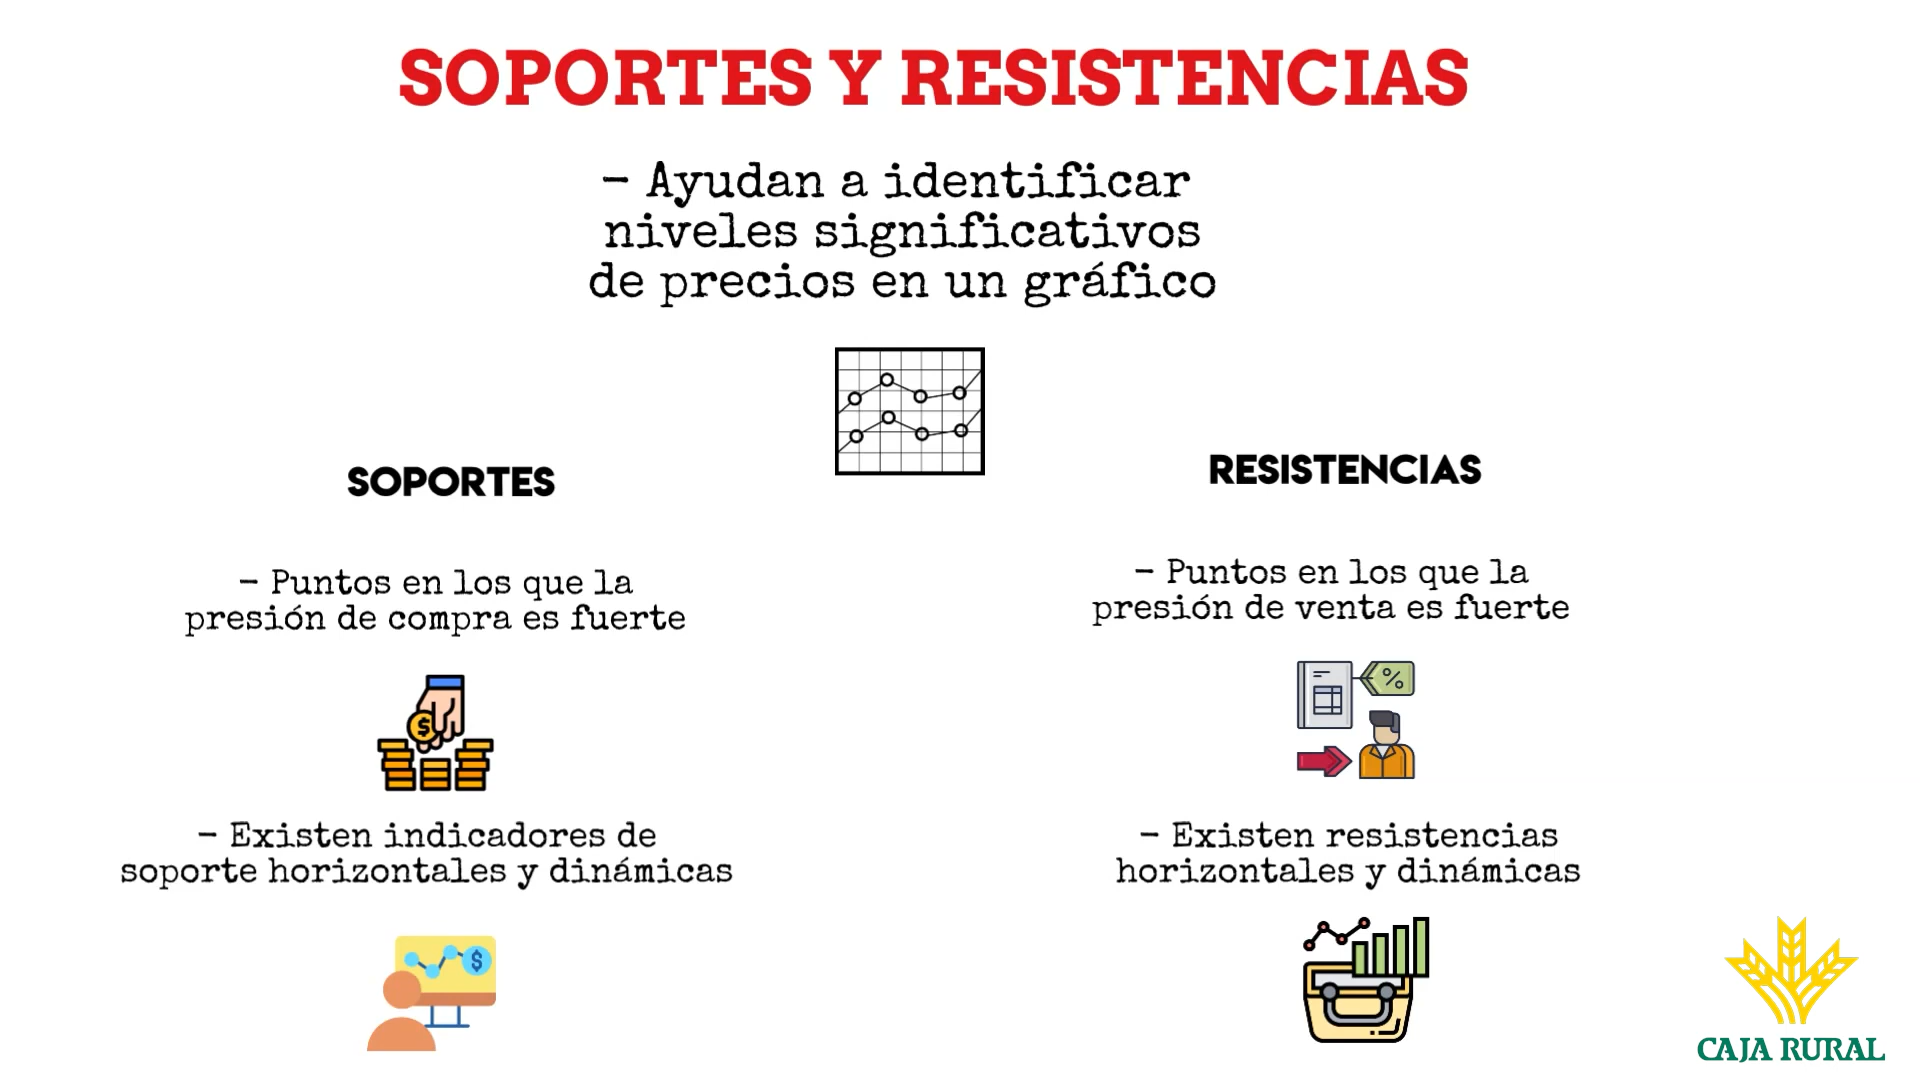 SOPORTES Y RESISTENCIAS
- Ayudan a identificar
niveles significativos
de precios en un gráfico
SOPORTES
- Puntos en los que la
presión de compra es fuerte
$
- Existen indicadores de
soporte horizontales y dinámicas
$
RESISTENCIAS
- Puntos en los que la
presión de venta es fuerte
%
- Existen resistencias
horizontales y dinámicas
CAJA RURAL